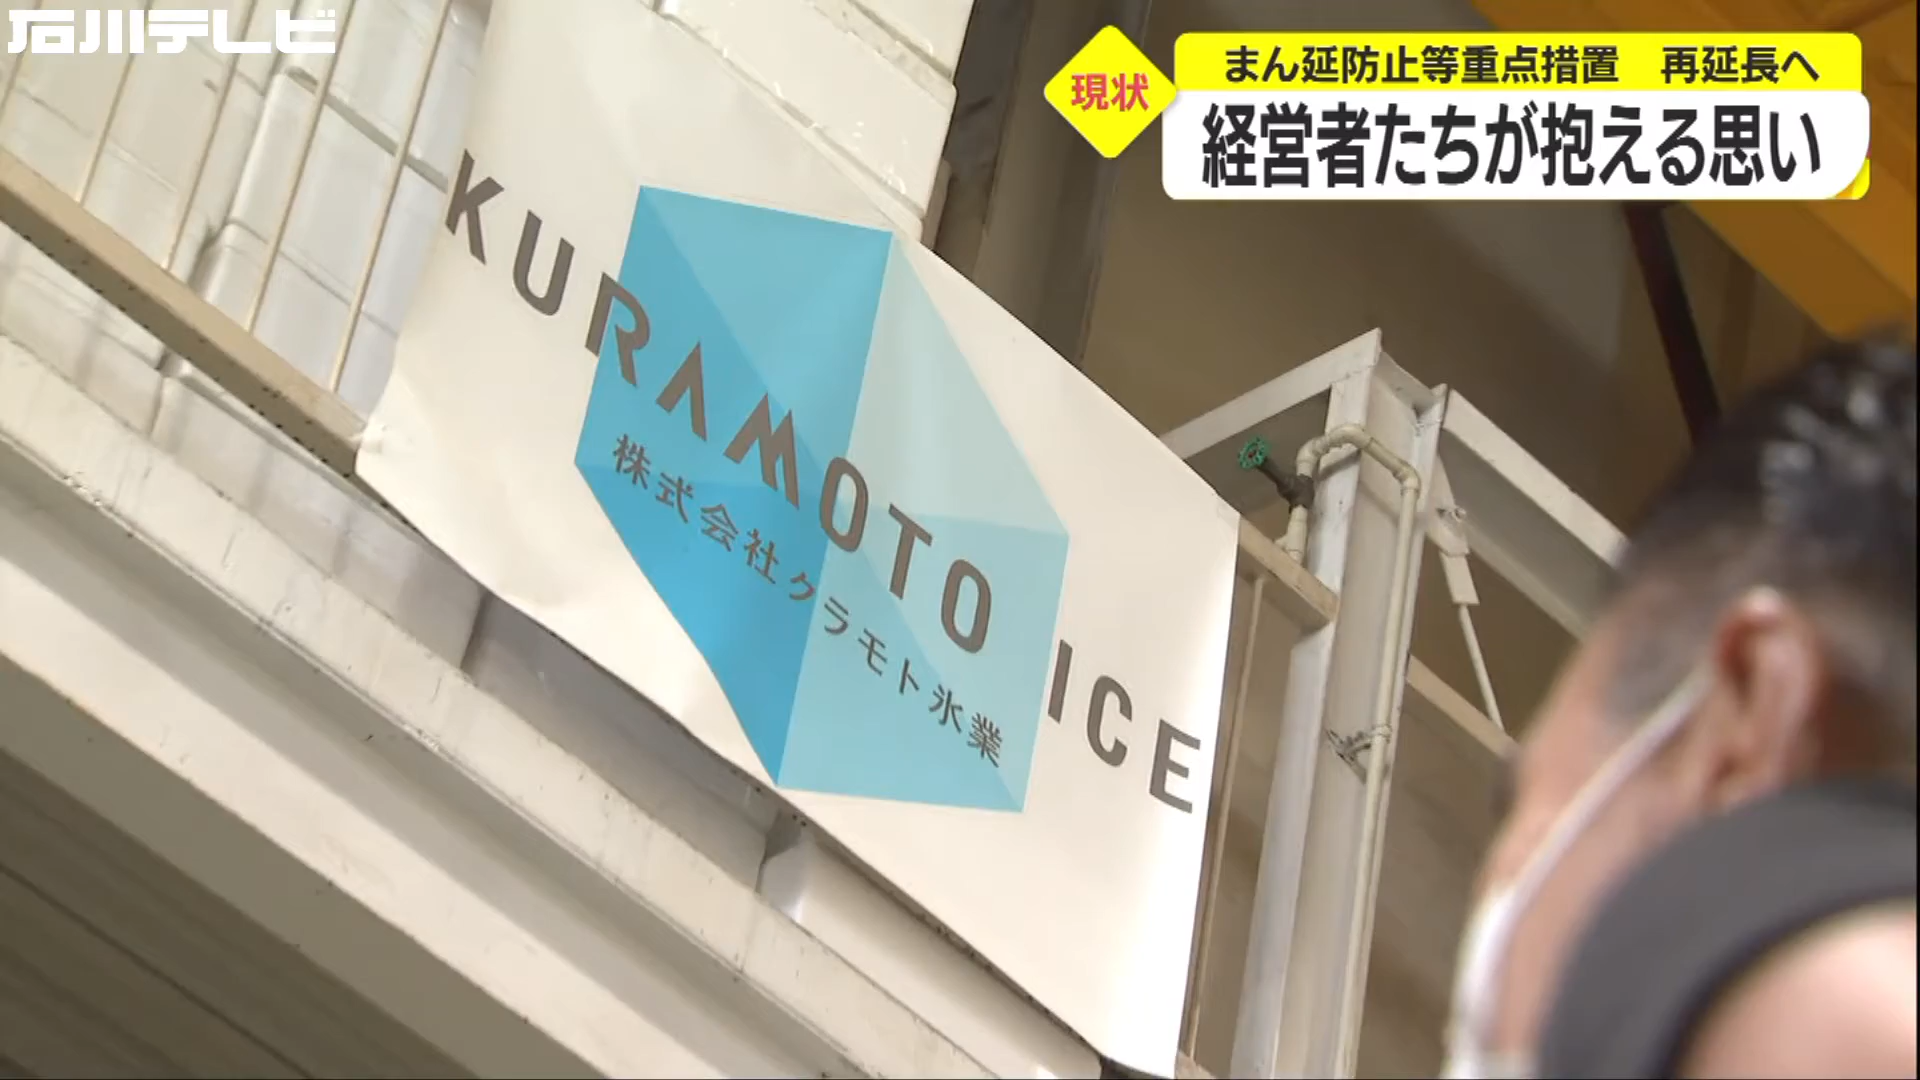 石川テレビ
現状
まん延防止等重点措置　再延長へ
経営者たちが抱える思い
KURAMOTO ICE
株式会社クラモト氷業